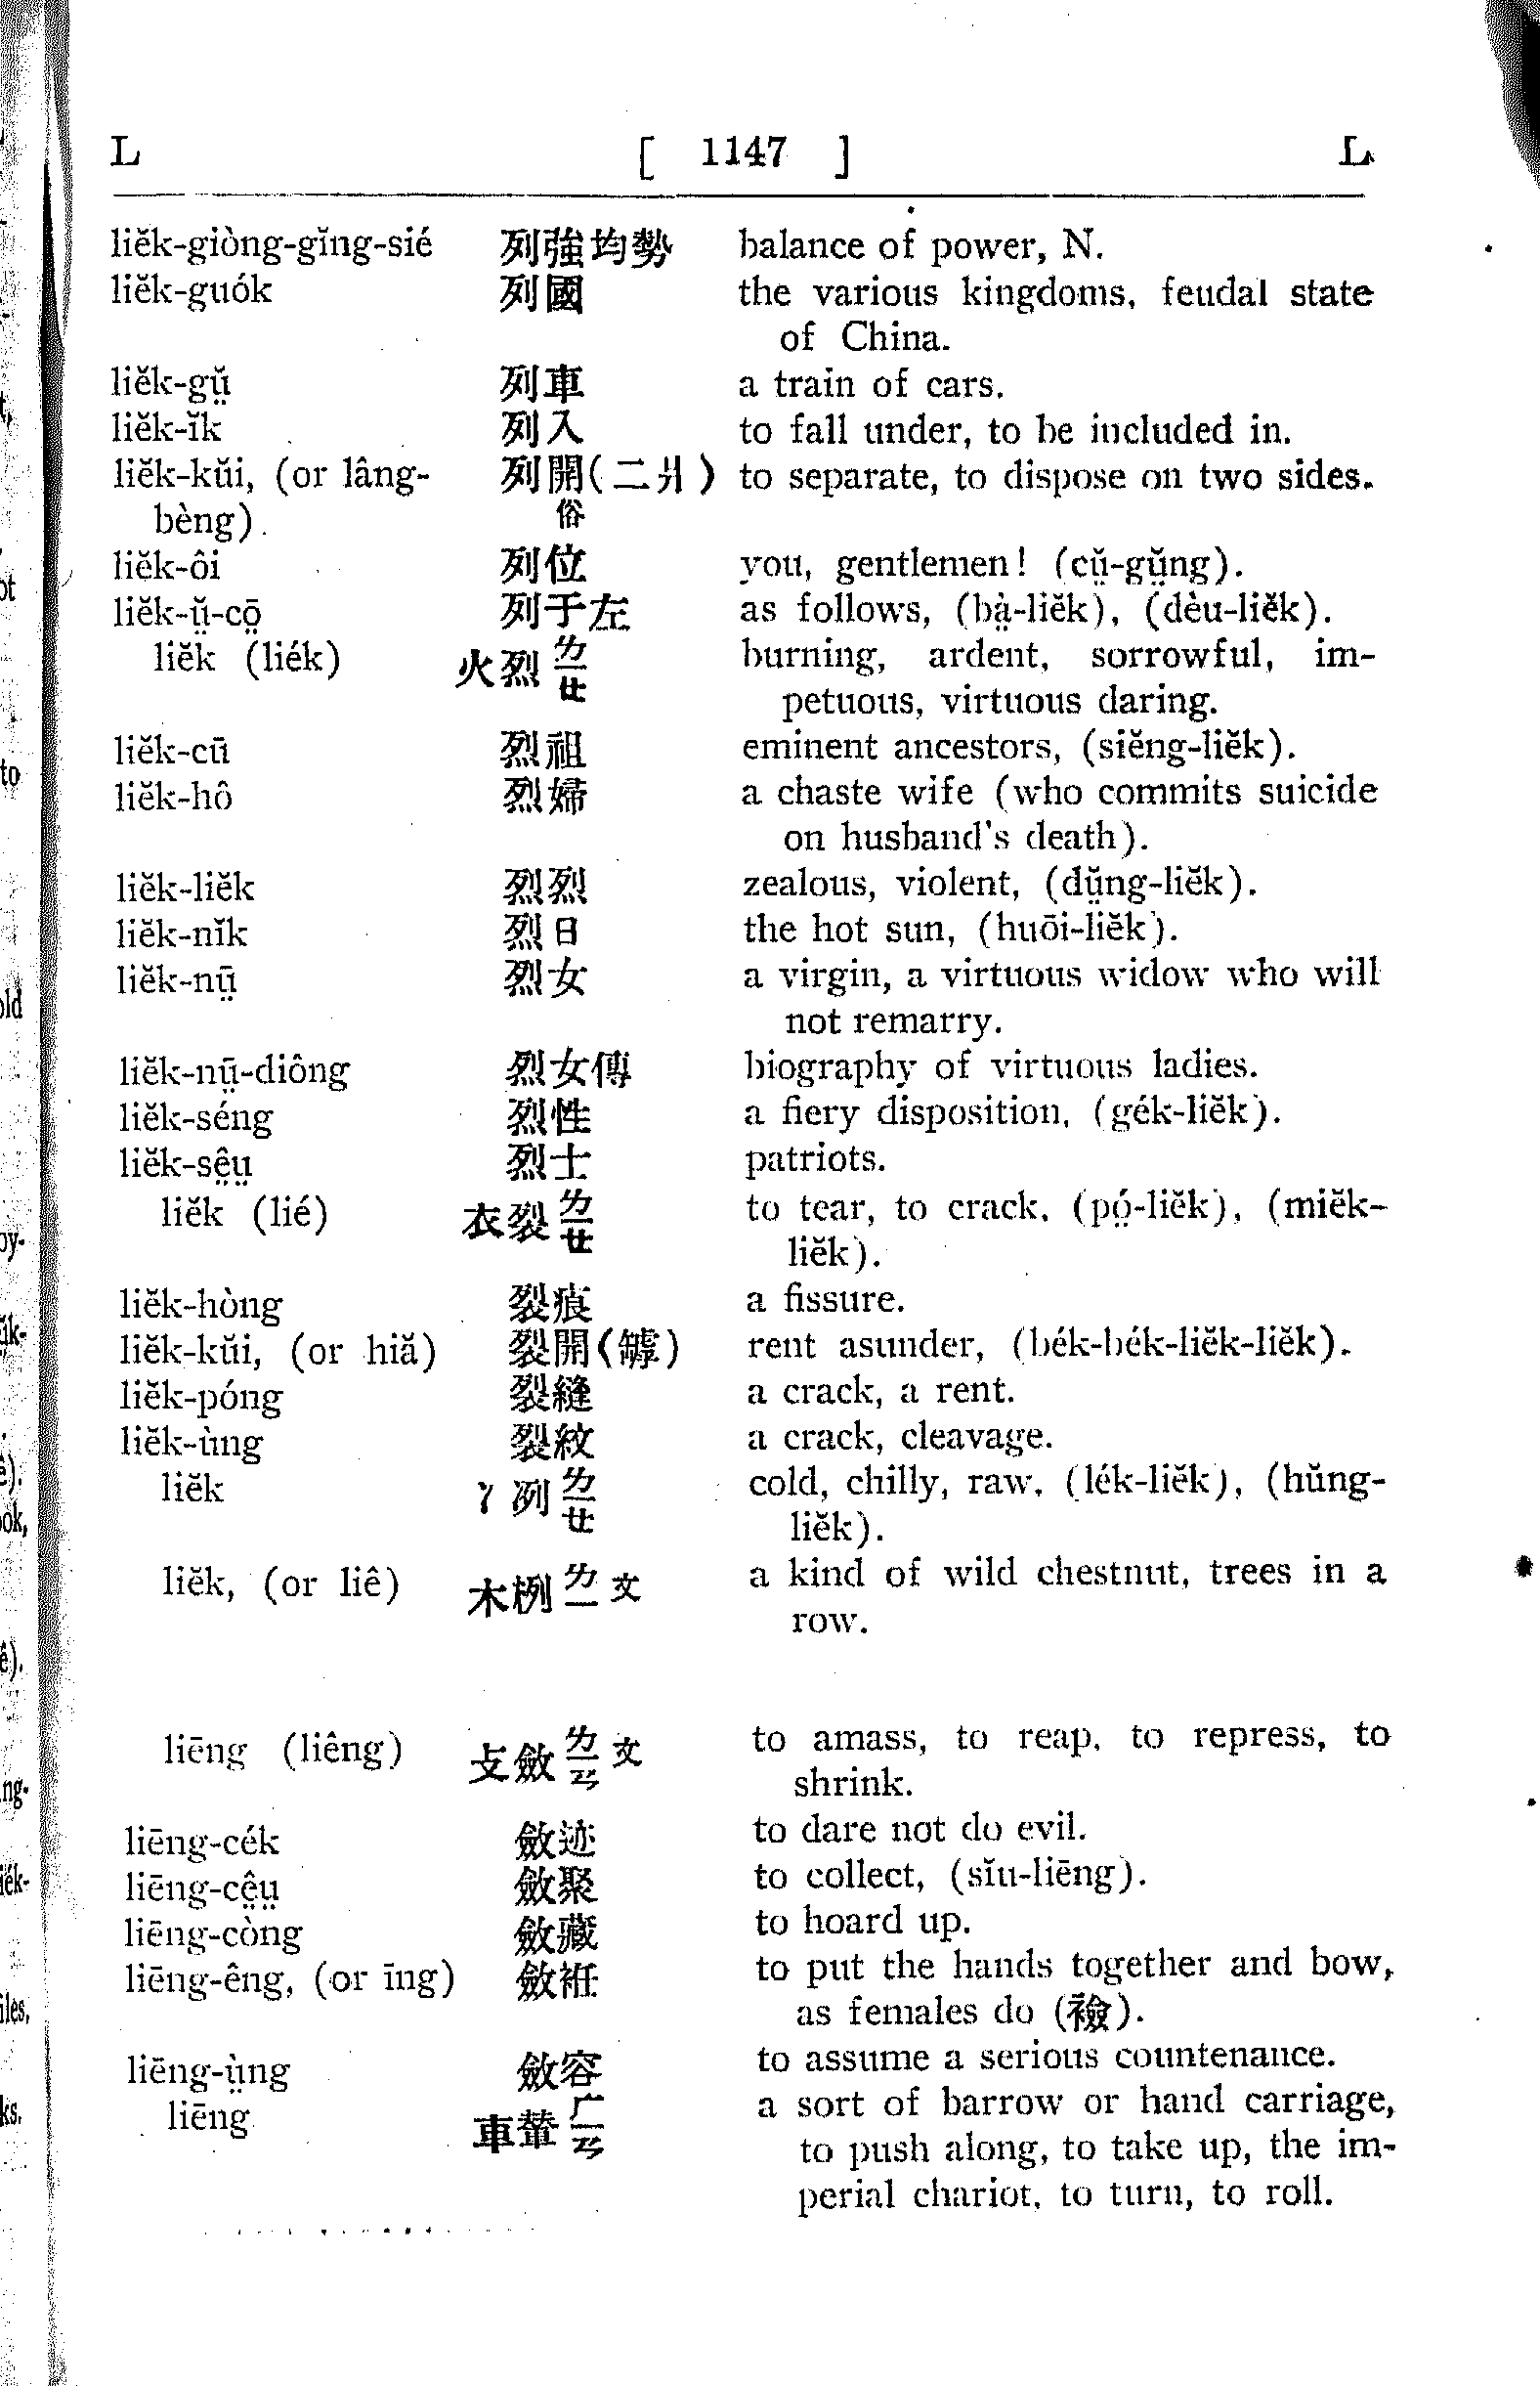 L [ 1147 ] L
liĕk-giòng-gĭng-sié 列強均勢 balance of power, N.
liĕk-guók 列國 the various kingdoms, feudal state
of China.
liĕk-gṳ̆ 列車 a train of cars.
liĕk-ĭk 列入 to fall under, to be included in.
liĕk-kŭi, (or lâng- 列開(二爿) to separate, to dispose on two sides.
bèng). 俗
liĕk-ôi 列位 you, gentlemen! (cṳ̆-gṳ̆ng).
liĕk-ṳ̆-cō̤ 列于左 as follows, (bà̤-liĕk), (dèu-liĕk).
liĕk (liék) 火烈 ㄌㄧㄝ burning, ardent, sorrowful, im-
petuous, virtuous daring.
liĕk-cū 烈祖 eminent ancestors, (siĕng-liĕk).
liĕk-hô 烈婦 a chaste wife (who commits suicide
on husband's death).
liĕk-liĕk 烈烈 zealous, violent, (dṳ̆ng-liĕk).
liĕk-nĭk 烈日 the hot sun, (huōi-liĕk).
liĕk-nṳ̄ 烈女 a virgin, a virtuous widow who will
not remarry.
liĕk-nṳ̄-diông 烈女傳 biography of virtuous ladies.
liĕk-séng 烈性 a fiery disposition, (gék-liĕk).
liĕk-sê̤ṳ 烈士 patriots.
liĕk (lié) 衣裂 ㄌㄧㄝ to tear, to crack, (pó̤-liĕk), (miĕk-
liĕk).
liĕk-hòng 裂痕 a fissure.
liĕk-kŭi, (or hiă) 裂開(罅) rent asunder, (bék-bék-liĕk-liĕk).
liĕk-póng 裂縫 a crack, a rent.
liĕk-ùng 裂紋 a crack, cleavage.
liĕk 冫冽 ㄌㄧㄝ cold, chilly, raw, (lék-liĕk), (hŭng-
liĕk).
liĕk, (or liê) 木栵 ㄌㄧ 文 a kind of wild chestnut, trees in a
row.
liēng (liêng) 攴斂 ㄌㄧㄢ 文 to amass, to reap, to repress, to
shrink.
liēng-cék 斂迹 to dare not do evil.
liēng-cê̤ṳ 斂聚 to collect, (sĭu-liēng).
liēng-còng 斂藏 to hoard up.
liēng-êng, (or īng) 斂袵 to put the hands together and bow,
as females do (襝).
liēng-ṳ̀ng 斂容 to assume a serious countenance.
liēng 車輦 ㄏㄧㄢ a sort of barrow or hand carriage,
to push along, to take up, the im-
perial chariot, to turn, to roll.